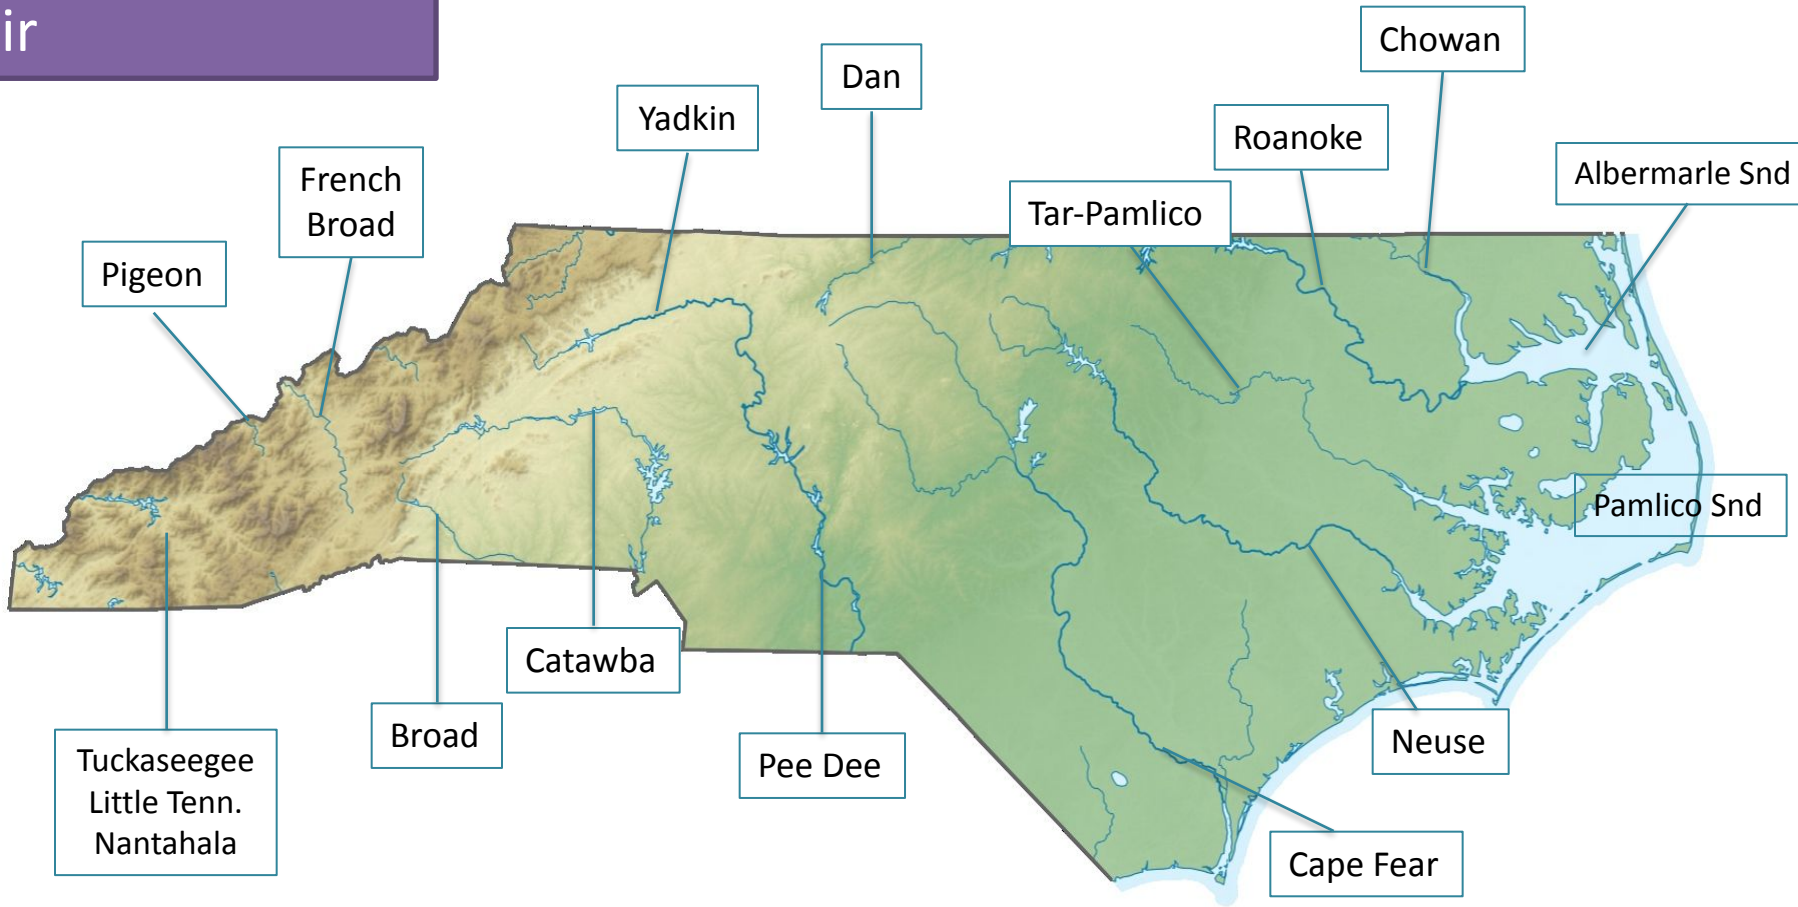 ir
Chowan
Dan
Yadkin
Roanoke
French
Broad
Albermarle Snd
Tar-Pamlico
Pigeon
Pamlico Snd
Catawba
Broad
Neuse
Pee Dee
Tuckaseegee
Little Tenn.
Nantahala
Cape Fear